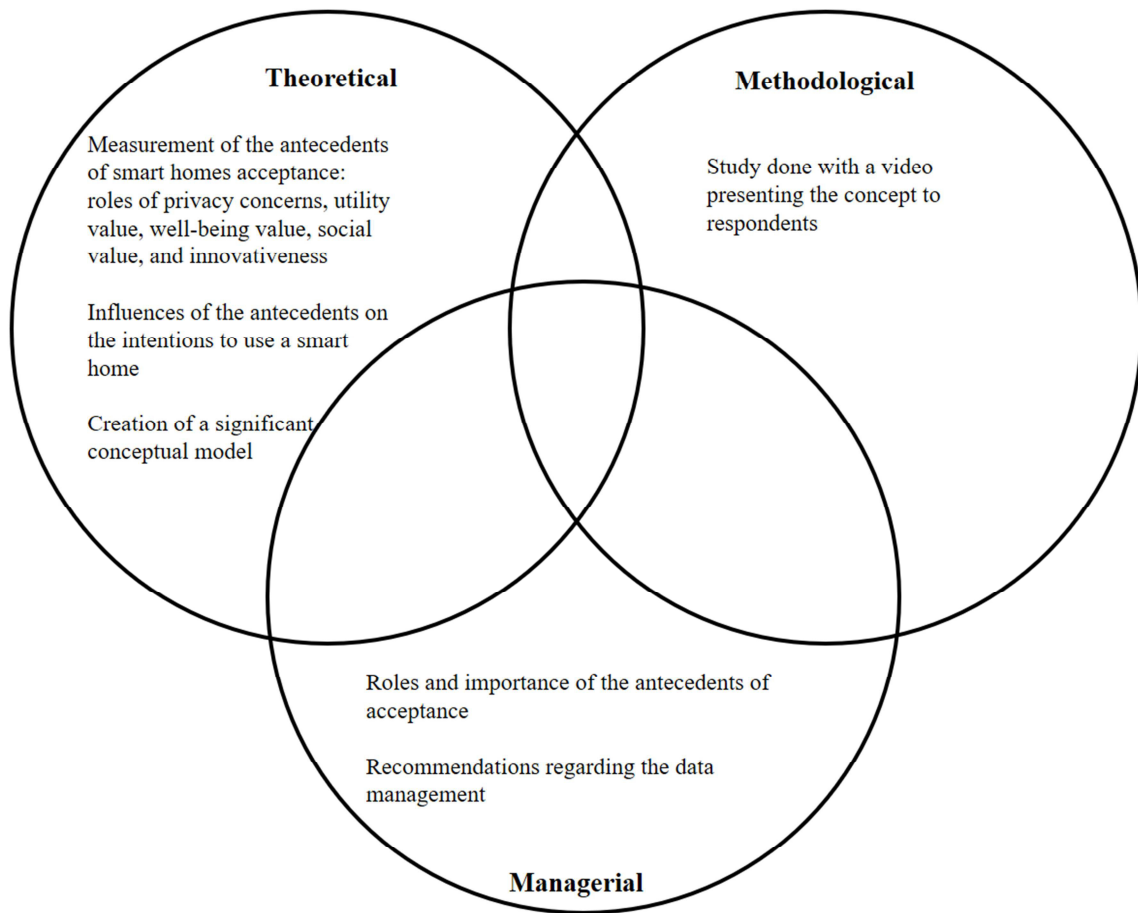 Theoretical
Measurement of the antecedents
of smart homes acceptance:
roles of privacy concerns, utility
value, well-being value, social
value, and innovativeness
Influences of the antecedents on
the intentions to use a smart
home
Creation of a significant
conceptual model
Methodological
Study done with a video
presenting the concept to
respondents
Roles and importance of the antecedents of
acceptance
Recommendations regarding the data
management
Managerial